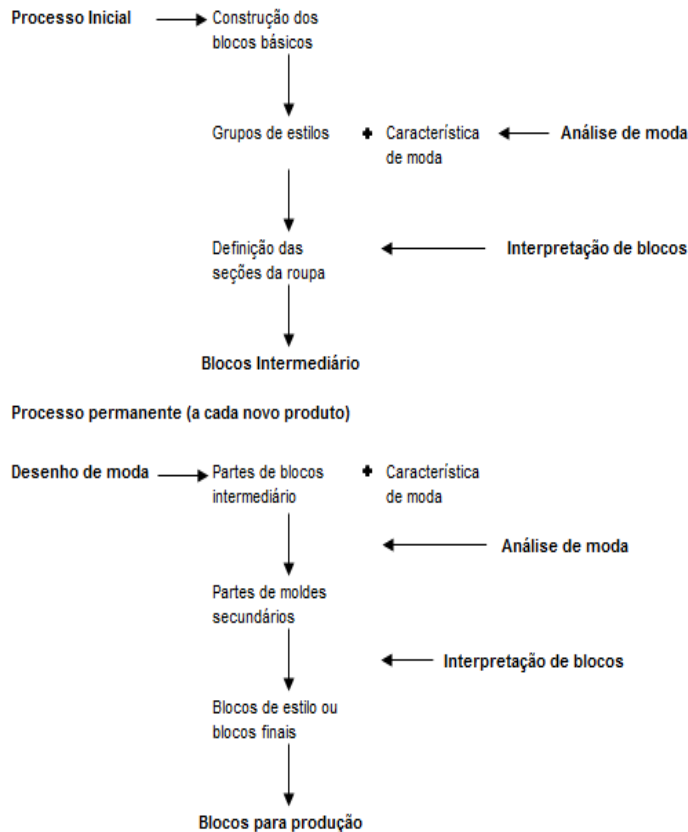 Processo Inicial
Construção dos
blocos básicos
Grupos de estilos
+ Característica
de moda
Análise de moda
Definição das
seções da roupa
Interpretação de blocos
Blocos Intermediário
Processo permanente (a cada novo produto)
Desenho de moda
Partes de blocos
intermediário
+ Característica
de moda
Análise de moda
Partes de moldes
secundários
Interpretação de blocos
Blocos de estilo ou
blocos finais
Blocos para produção